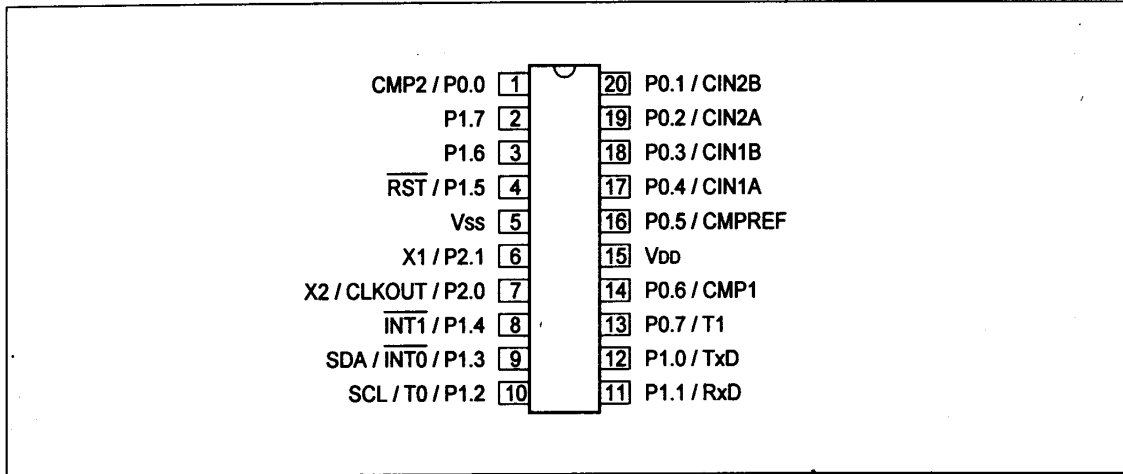 CMP2 / P0.0 1 20 P0.1 / CIN2B
P1.7 2 19 P0.2 / CIN2A
P1.6 3 18 P0.3 / CIN1B
R̅S̅T̅ / P1.5 4 17 P0.4 / CIN1A
Vss 5 16 P0.5 / CMPREF
X1 / P2.1 6 15 VDD
X2 / CLKOUT / P2.0 7 14 P0.6 / CMP1
I̅N̅T̅1̅ / P1.4 8 13 P0.7 / T1
SDA / I̅N̅T̅0̅ / P1.3 9 12 P1.0 / TxD
SCL / T0 / P1.2 10 11 P1.1 / RxD